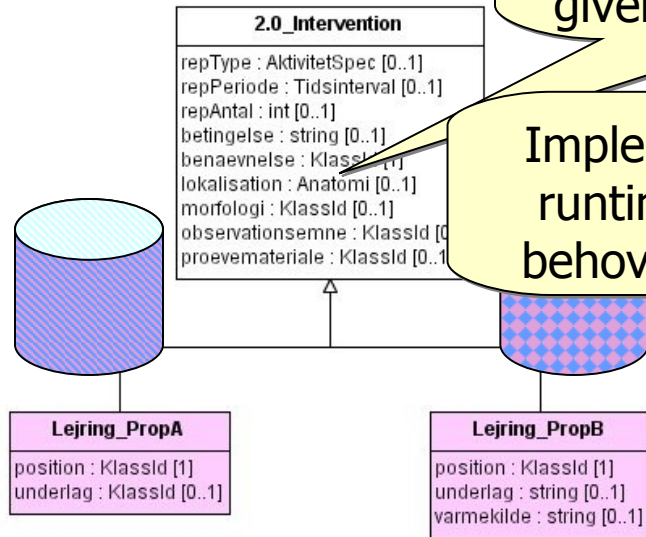 given
2.0_Intervention
repType : AktivitetSpec [0..1]
repPeriode : Tidsinterval [0..1]
repAntal : int [0..1]
betingelse : string [0..1]
benaevnelse : KlassId [1]
lokalisation : Anatomi [0..1]
morfologi : KlassId [0..1]
observationsemne : KlassId [0
proevemateriale : KlassId [0..1
Imple
runti
behov
Lejring_PropA
position : KlassId [1]
underlag : KlassId [0..1]
Lejring_PropB
position : KlassId [1]
underlag : string [0..1]
varmekilde : string [0..1]